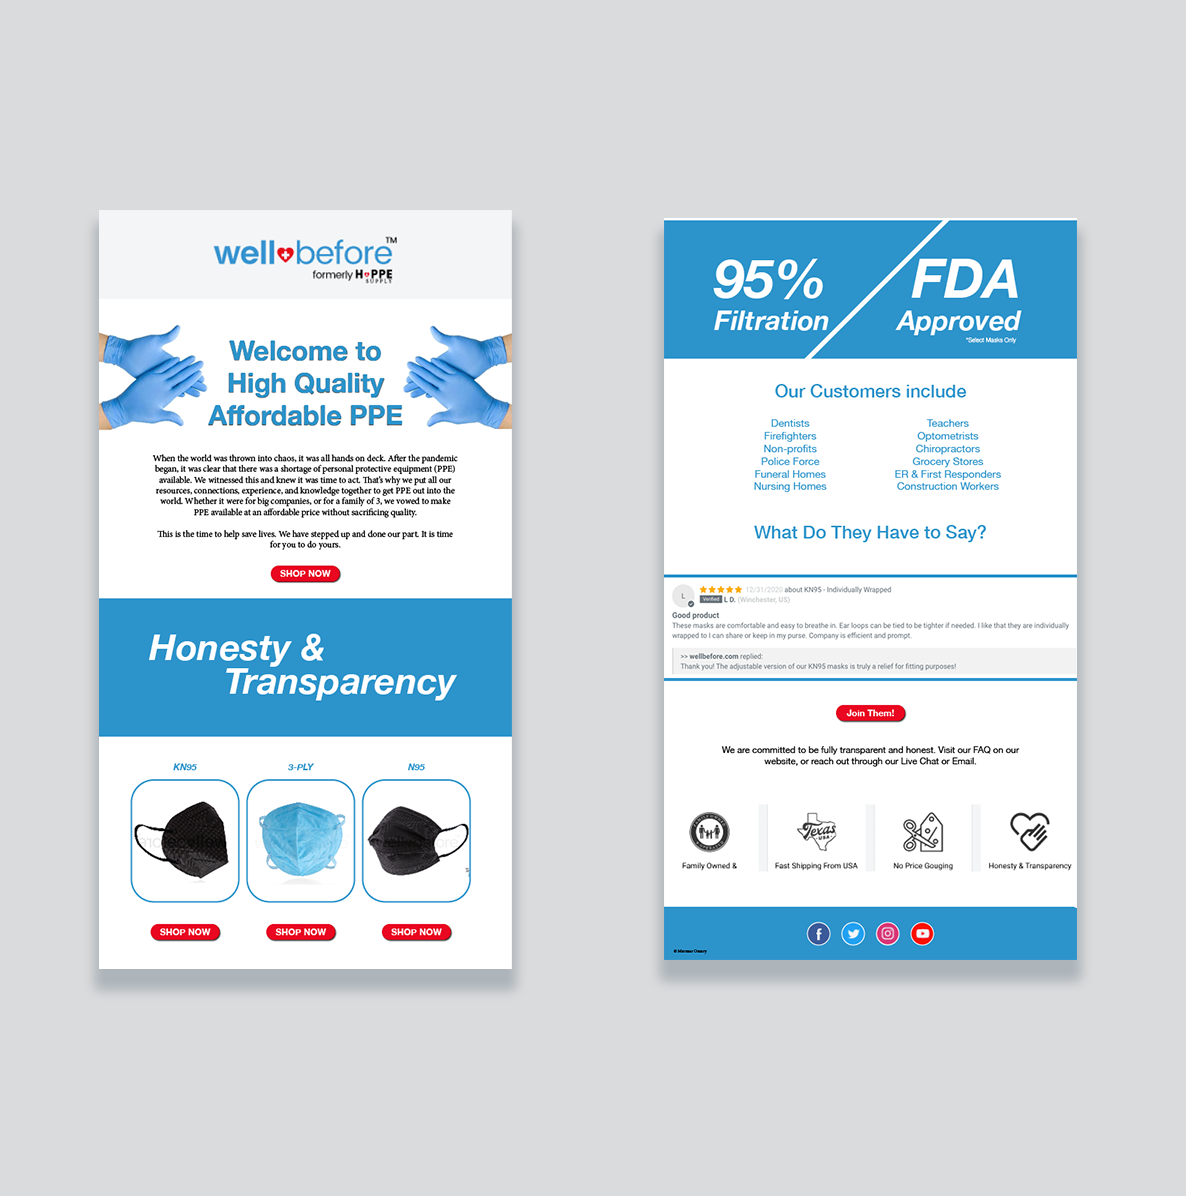 well before™
formerly HOPPE
SUPPLY
Welcome to
High Quality
Affordable PPE
When the world was thrown into chaos, it was all hands on deck. After the pandemic
began, it was clear that there was a shortage of personal protective equipment (PPE)
available. We witnessed this and knew it was time to act. That's why we put all our
resources, connections, experience, and knowledge together to get PPE out into the
world. Whether it were for big companies, or for a family of 3, we vowed to make
PPE available at an affordable price without sacrificing quality.
This is the time to help save lives. We have stepped up and done our part. It is time
for you to do yours.
SHOP NOW
Honesty &
Transparency
KN95
3-PLY
N95
SHOP NOW
SHOP NOW
SHOP NOW
95%
Filtration
FDA
Approved
*Select Masks Only
Our Customers include
Dentists
Firefighters
Non-profits
Police Force
Funeral Homes
Nursing Homes
Teachers
Optometrists
Chiropractors
Grocery Stores
ER & First Responders
Construction Workers
What Do They Have to Say?
L
12/31/2020 about KN95 - Individually Wrapped
Verified L D. (Winchester, US)
Good product
These masks are comfortable and easy to breathe in. Ear loops can be tied to be tighter if needed. I like that they are individually
wrapped to I can share or keep in my purse. Company is efficient and prompt.
>> wellbefore.com replied:
Thank you! The adjustable version of our KN95 masks is truly a relief for fitting purposes!
Join Them!
We are committed to be fully transparent and honest. Visit our FAQ on our
website, or reach out through our Live Chat or Email.
Texas
USA
Family Owned &
Fast Shipping From USA
No Price Gouging
Honesty & Transparency